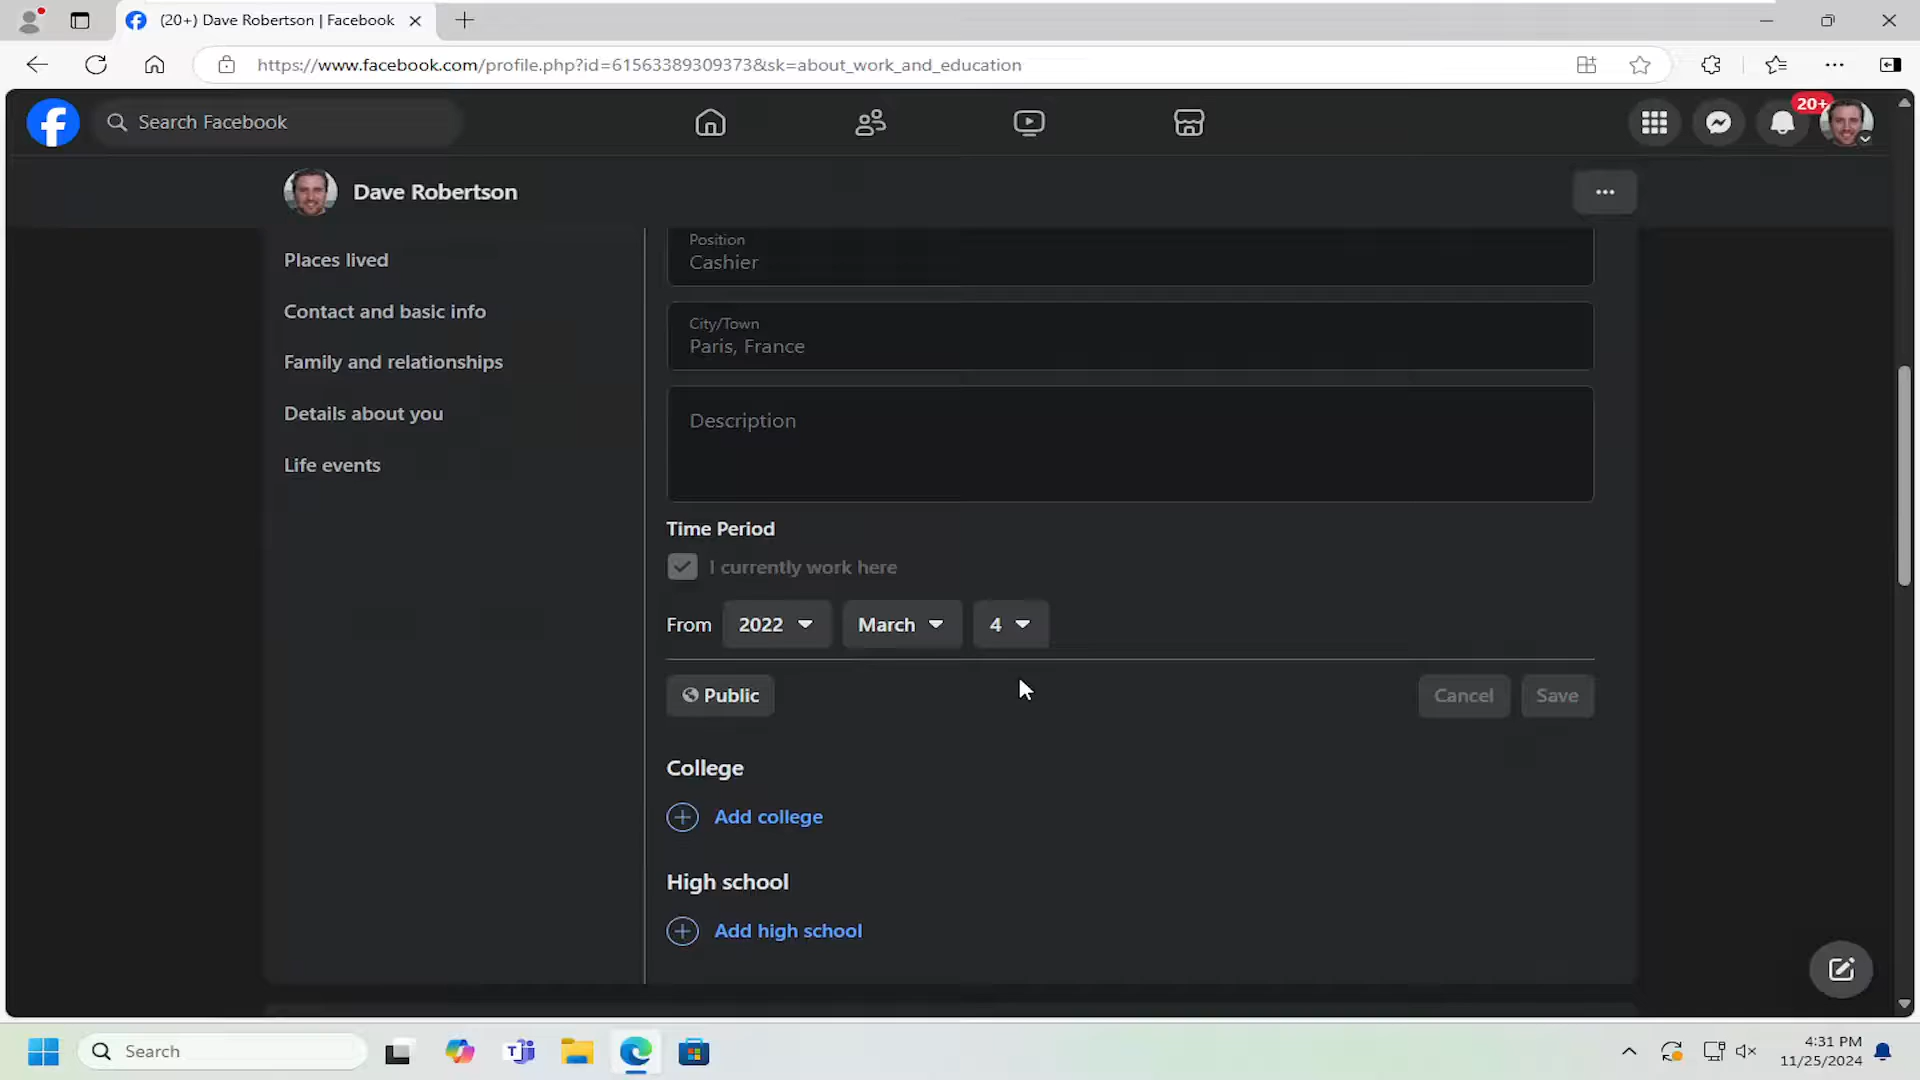 (20+) Dave Robertson | Facebook
https://www.facebook.com/profile.php?id=61563389309373&sk=about_work_and_education
Search Facebook
20+
Dave Robertson
Places lived
Contact and basic info
Family and relationships
Details about you
Life events
Position
Cashier
City/Town
Paris, France
Description
Time Period
I currently work here
From 2022 March 4
Public
Cancel Save
College
Add college
High school
Add high school
Search
4:31 PM
11/25/2024